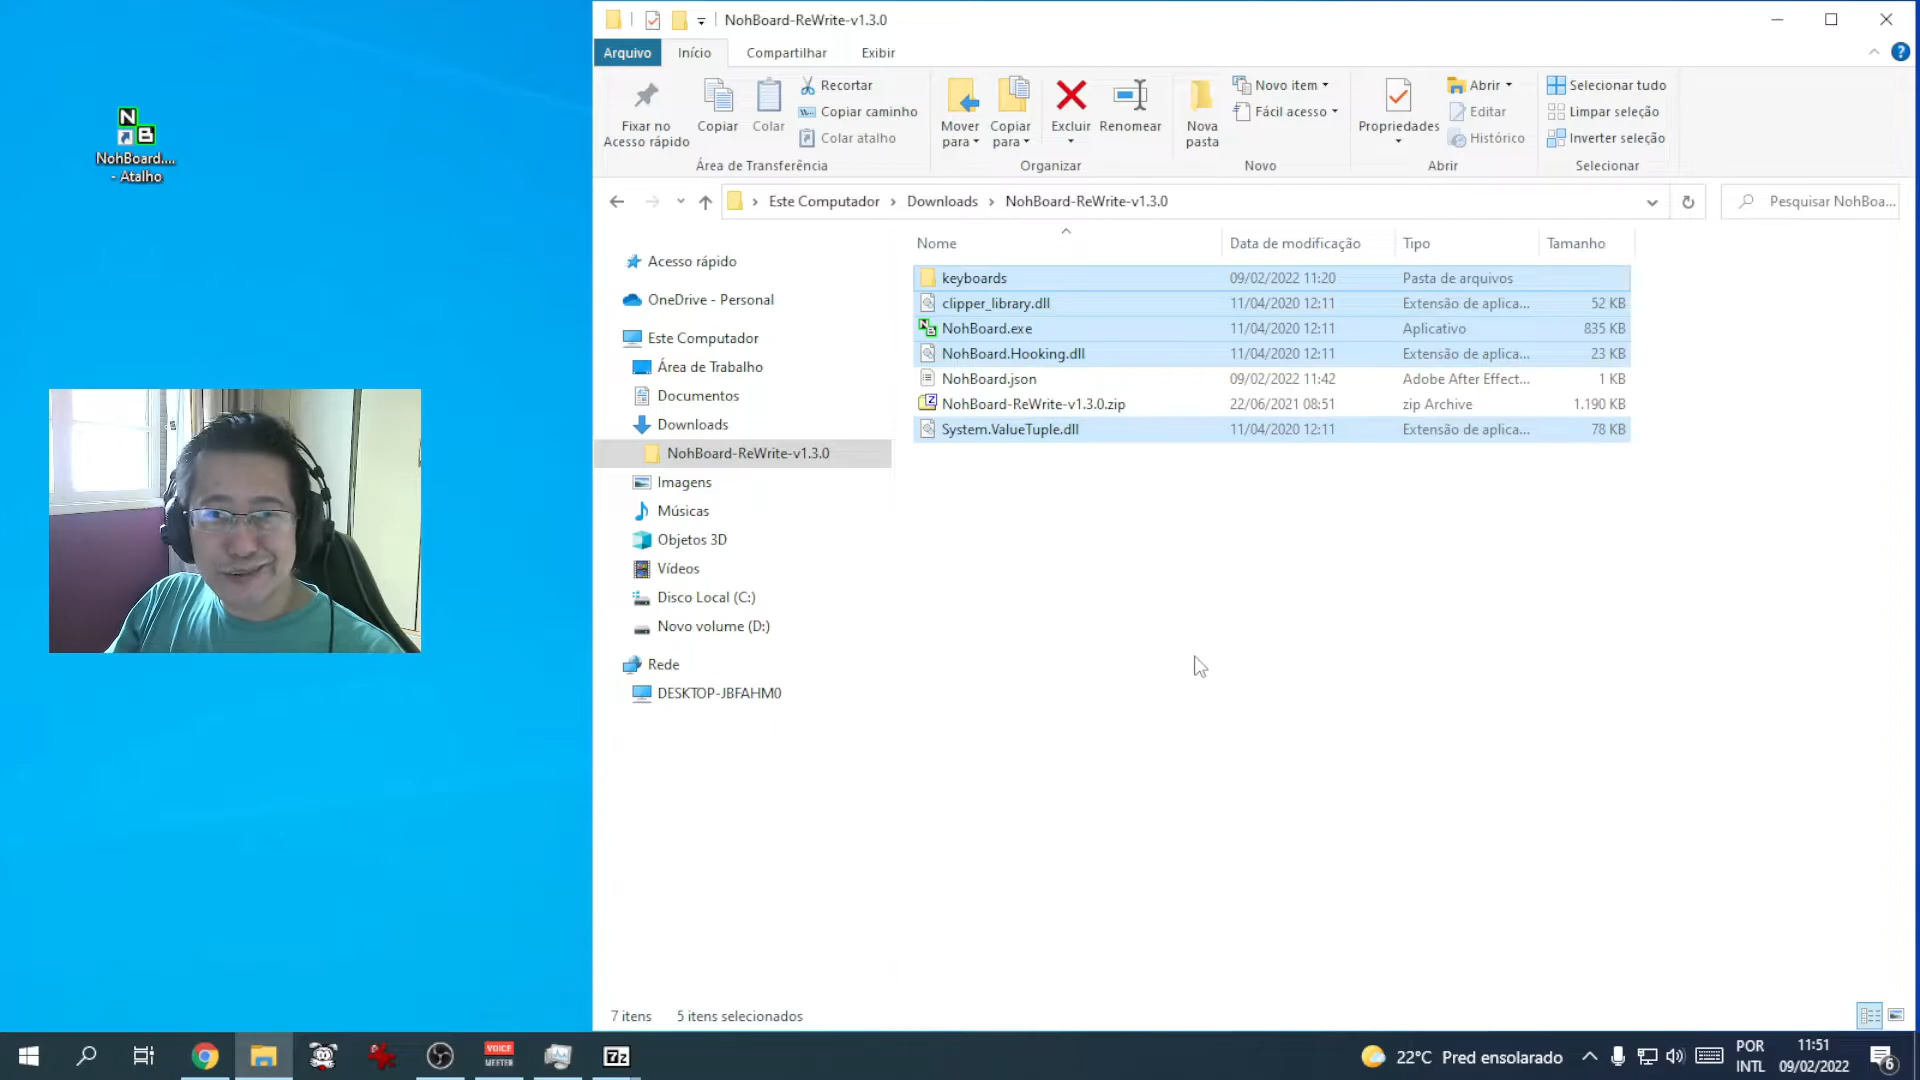 NohBoard-ReWrite-v1.3.0
Arquivo
Início
Compartilhar
Exibir
Fixar no
Acesso rápido
Copiar
Colar
Recortar
Copiar caminho
Colar atalho
Área de Transferência
Mover
para
Copiar
para
Excluir
Renomear
Organizar
Nova
pasta
Novo item
Fácil acesso
Novo
Propriedades
Abrir
Editar
Histórico
Abrir
Selecionar tudo
Limpar seleção
Inverter seleção
Selecionar
Este Computador > Downloads > NohBoard-ReWrite-v1.3.0
Pesquisar NohBoa...
NohBoard....
- Atalho
Acesso rápido
OneDrive - Personal
Este Computador
Área de Trabalho
Documentos
Downloads
NohBoard-ReWrite-v1.3.0
Imagens
Músicas
Objetos 3D
Vídeos
Disco Local (C:)
Novo volume (D:)
Rede
DESKTOP-JBFAHM0
Nome Data de modificação Tipo Tamanho
keyboards 09/02/2022 11:20 Pasta de arquivos
clipper_library.dll 11/04/2020 12:11 Extensão de aplica... 52 KB
NohBoard.exe 11/04/2020 12:11 Aplicativo 835 KB
NohBoard.Hooking.dll 11/04/2020 12:11 Extensão de aplica... 23 KB
NohBoard.json 09/02/2022 11:42 Adobe After Effect... 1 KB
NohBoard-ReWrite-v1.3.0.zip 22/06/2021 08:51 zip Archive 1.190 KB
System.ValueTuple.dll 11/04/2020 12:11 Extensão de aplica... 78 KB
7 itens 5 itens selecionados
VOICE
MEETER
7z
22°C Pred ensolarado
POR
INTL
11:51
09/02/2022
6